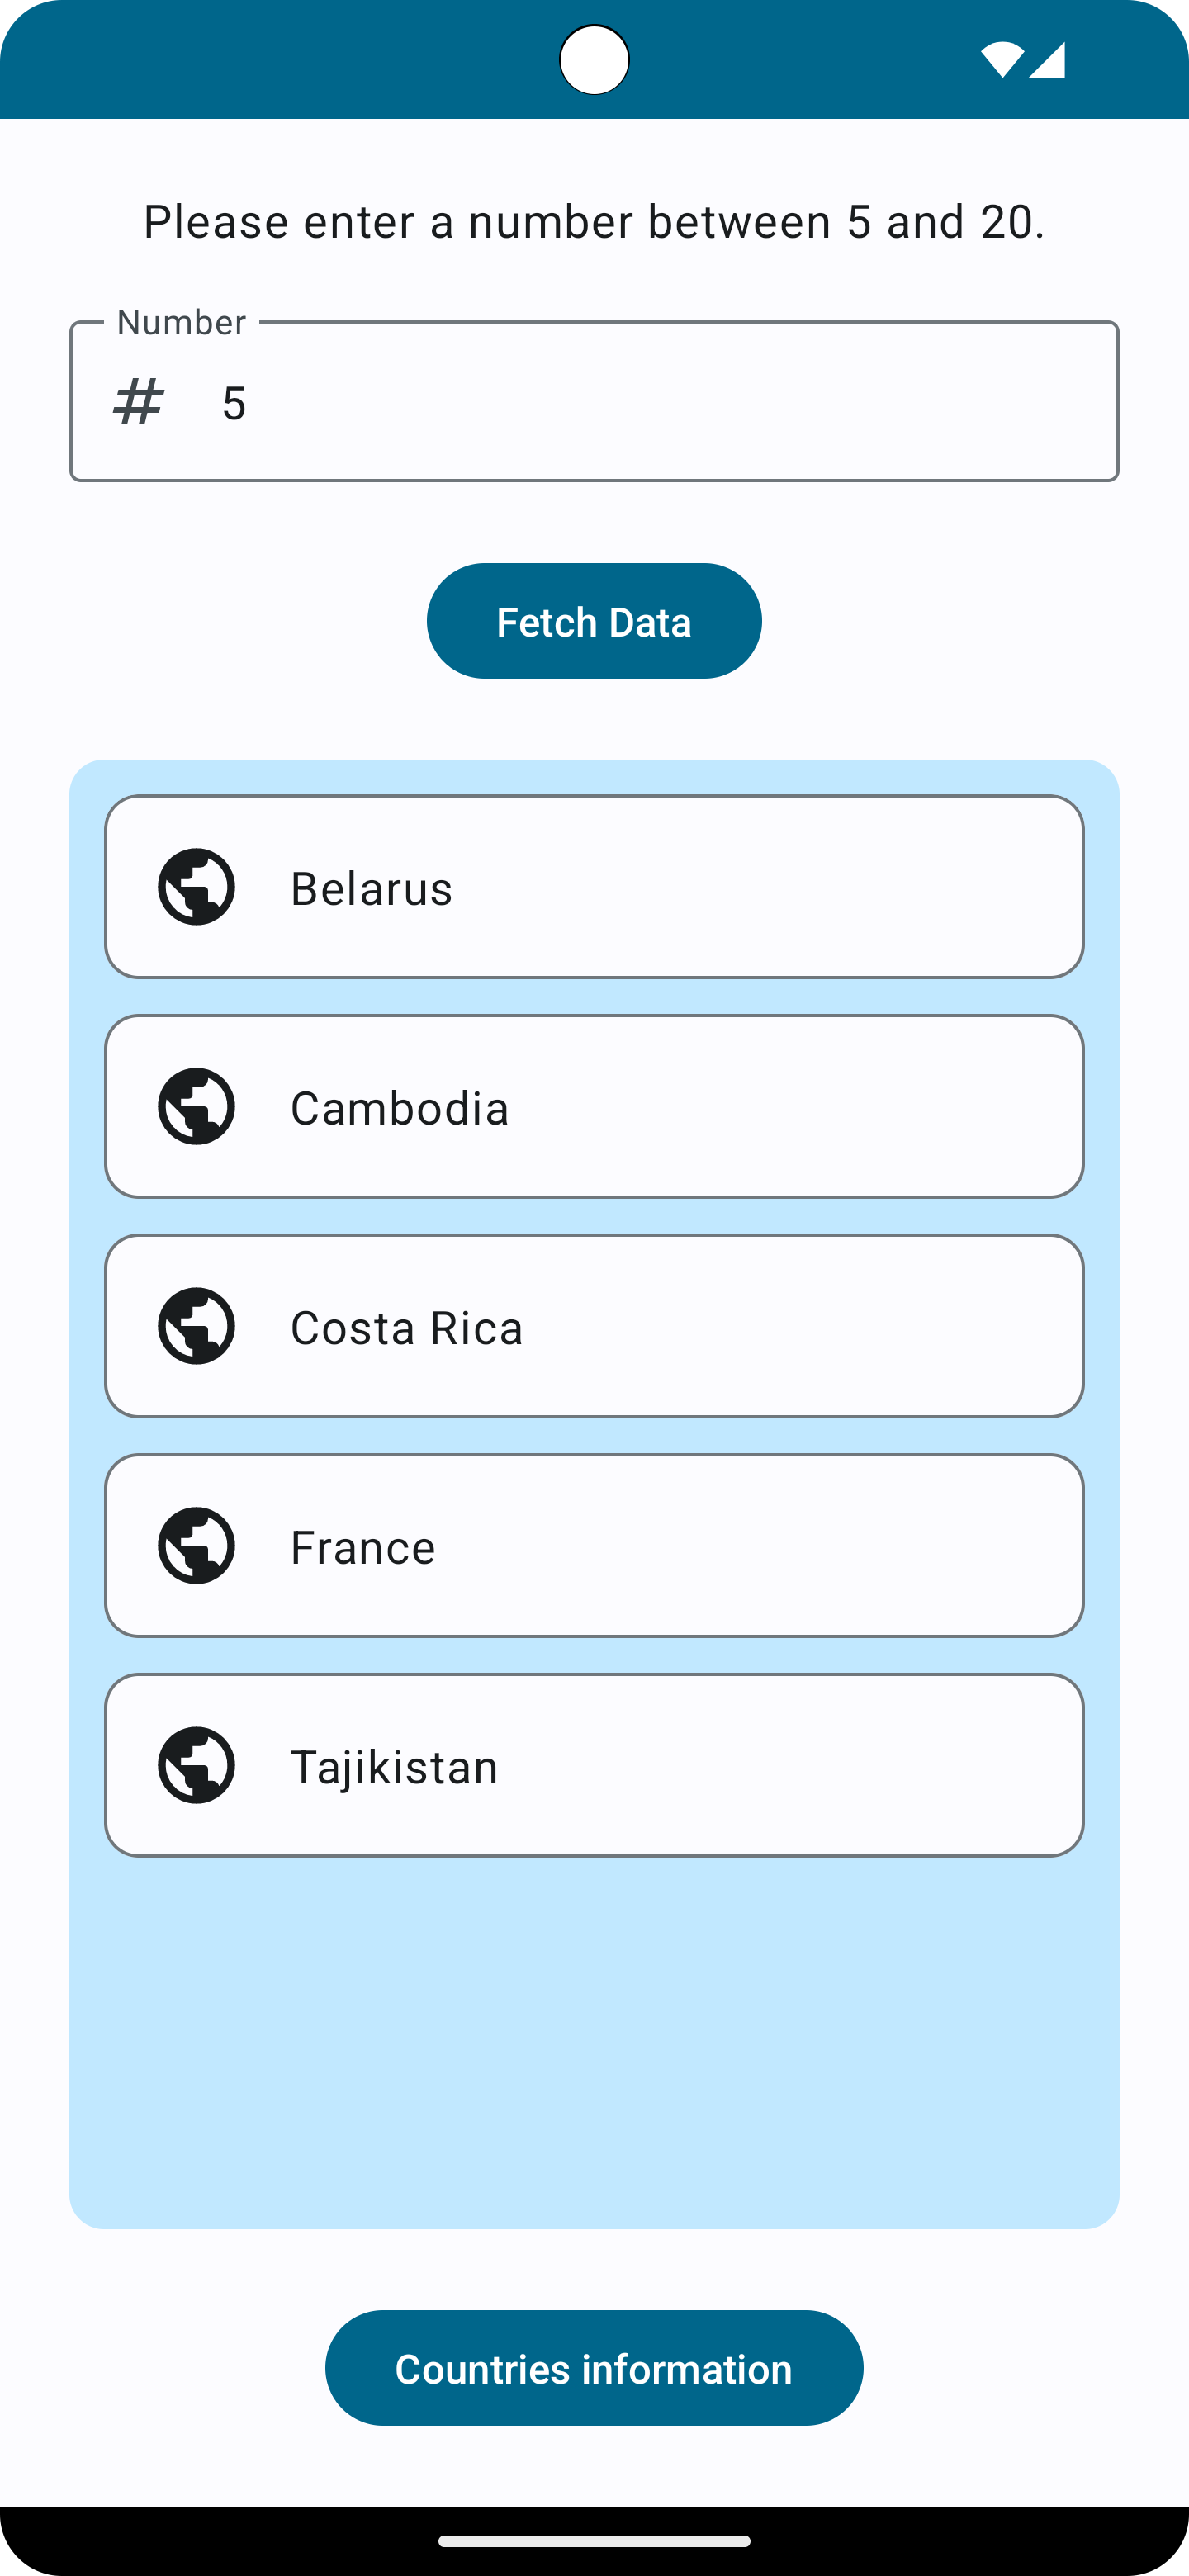 Please enter a number between 5 and 20.
Number
# 5
Fetch Data
Belarus
Cambodia
Costa Rica
France
Tajikistan
Countries information